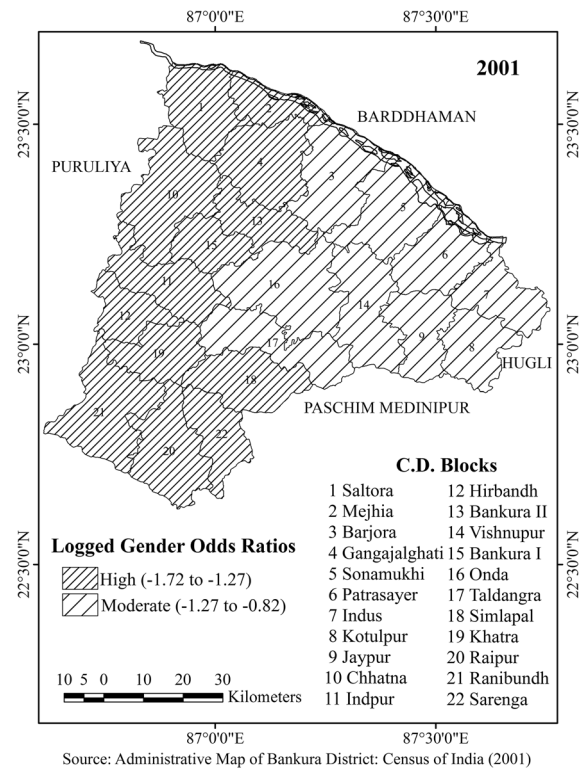 87°0'0"E 87°30'0"E
2001
23°30'0"N 23°30'0"N
BARDDHAMAN
PURULIYA
1
2
4
3
10
5
13
15
6
11
16
7
12
14
17
9
8
19
23°0'0"N 23°0'0"N
HUGLI
18
PASCHIM MEDINIPUR
21
22
20
C.D. Blocks
1 Saltora 12 Hirbandh
2 Mejhia 13 Bankura II
3 Barjora 14 Vishnupur
4 Gangajalghati 15 Bankura I
5 Sonamukhi 16 Onda
6 Patrasayer 17 Taldangra
7 Indus 18 Simlapal
8 Kotulpur 19 Khatra
9 Jaypur 20 Raipur
10 Chhatna 21 Ranibundh
11 Indpur 22 Sarenga
Logged Gender Odds Ratios
High (-1.72 to -1.27)
Moderate (-1.27 to -0.82)
22°30'0"N 22°30'0"N
10 5 0 10 20 30
Kilometers
87°0'0"E 87°30'0"E
Source: Administrative Map of Bankura District: Census of India (2001)